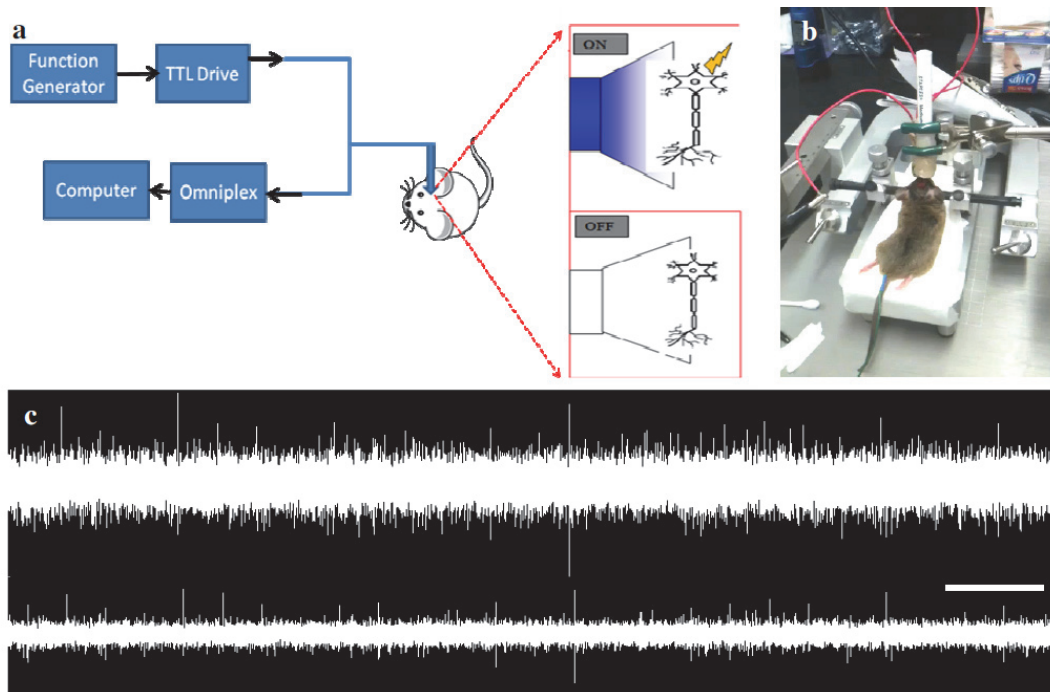 a
Function
Generator
TTL Drive
Computer
Omniplex
ON
OFF
b
c